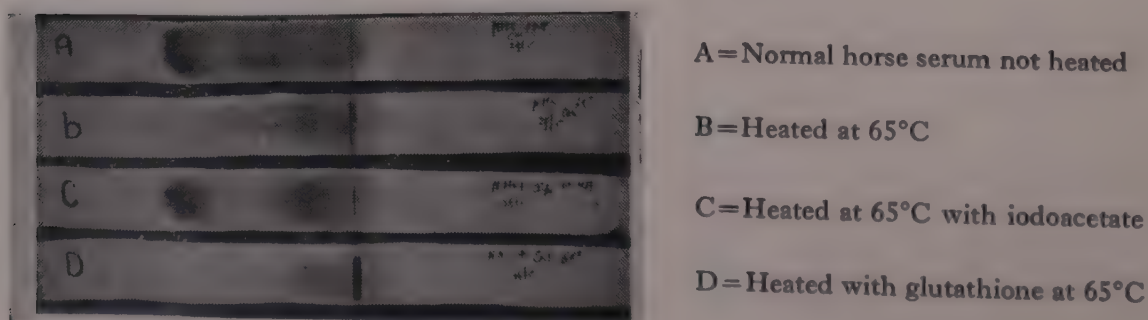 A
A=Normal horse serum not heated
b
B=Heated at 65°C
C
C=Heated at 65°C with iodoacetate
D
D=Heated with glutathione at 65°C